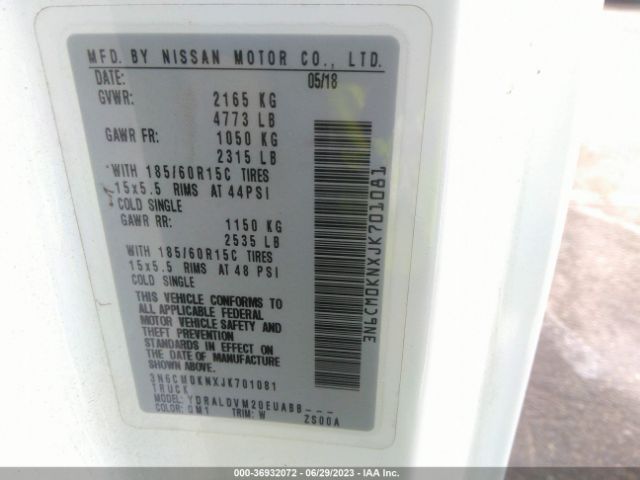 MFD. BY NISSAN MOTOR CO., LTD.
DATE: 05/18
GVWR: 2165 KG
4773 LB
GAWR FR: 1050 KG
2315 LB
WITH 185/60R15C TIRES
15x5.5 RIMS AT 44PSI
COLD SINGLE
GAWR RR: 1150 KG
2535 LB
WITH 185/60R15C TIRES
15x5.5 RIMS AT 48 PSI
COLD SINGLE
THIS VEHICLE CONFORMS TO
ALL APPLICABLE FEDERAL
MOTOR VEHICLE SAFETY AND
THEFT PREVENTION
STANDARDS IN EFFECT ON
THE DATE OF MANUFACTURE
SHOWN ABOVE.
3N6CM0KNXJK701081
TRUCK
MODEL: YDRALDVM20EUABB---
COLOR: QM1 TRIM: W ZS00A
3N6CM0KNXJK701081
000-36932072 - 06/29/2023 - IAA Inc.